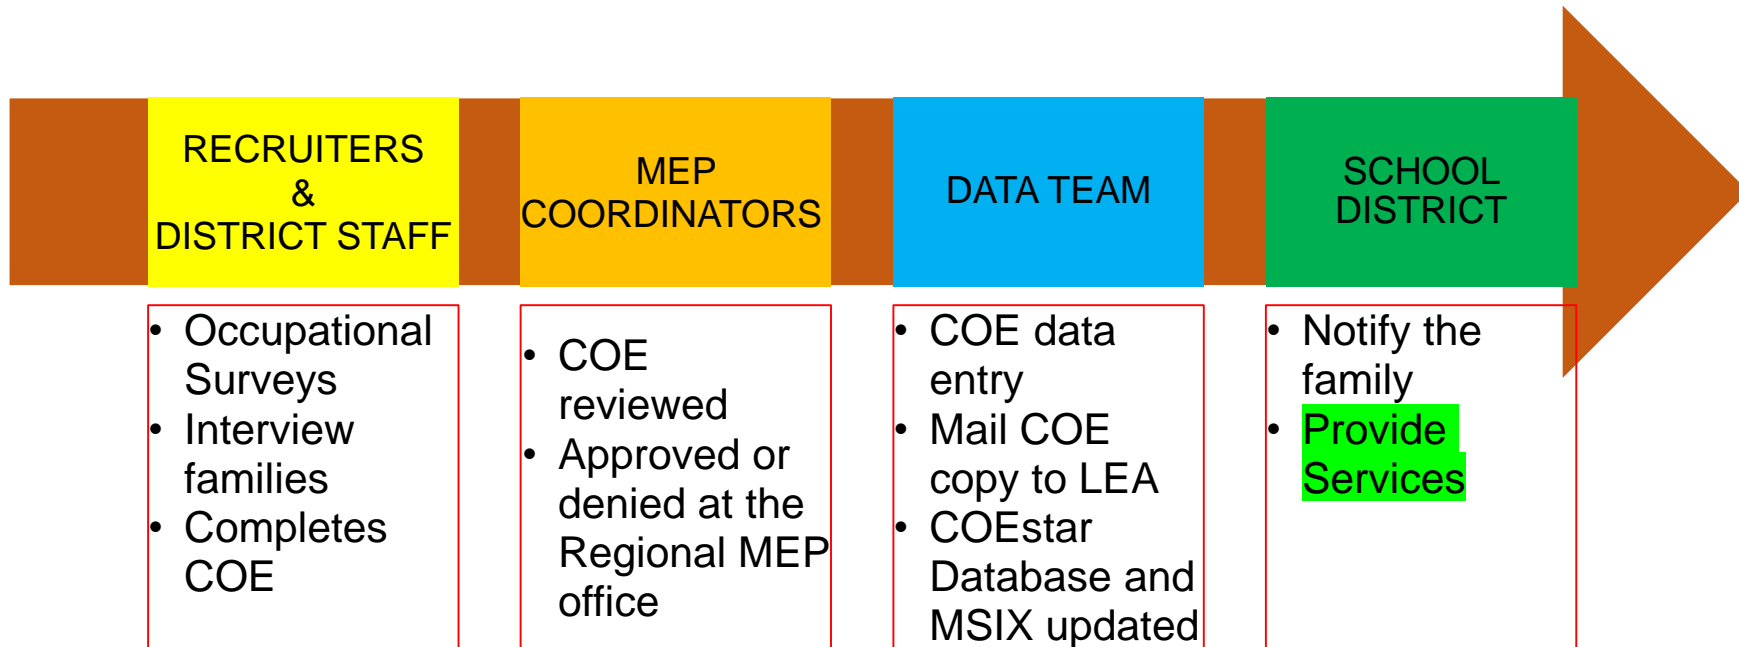 RECRUITERS
&
DISTRICT STAFF
MEP
COORDINATORS
DATA TEAM
SCHOOL
DISTRICT
• Occupational
Surveys
• Interview
families
• Completes
COE
• COE
reviewed
• Approved or
denied at the
Regional MEP
office
• COE data
entry
• Mail COE
copy to LEA
• COEstar
Database and
MSIX updated
• Notify the
family
• Provide
Services